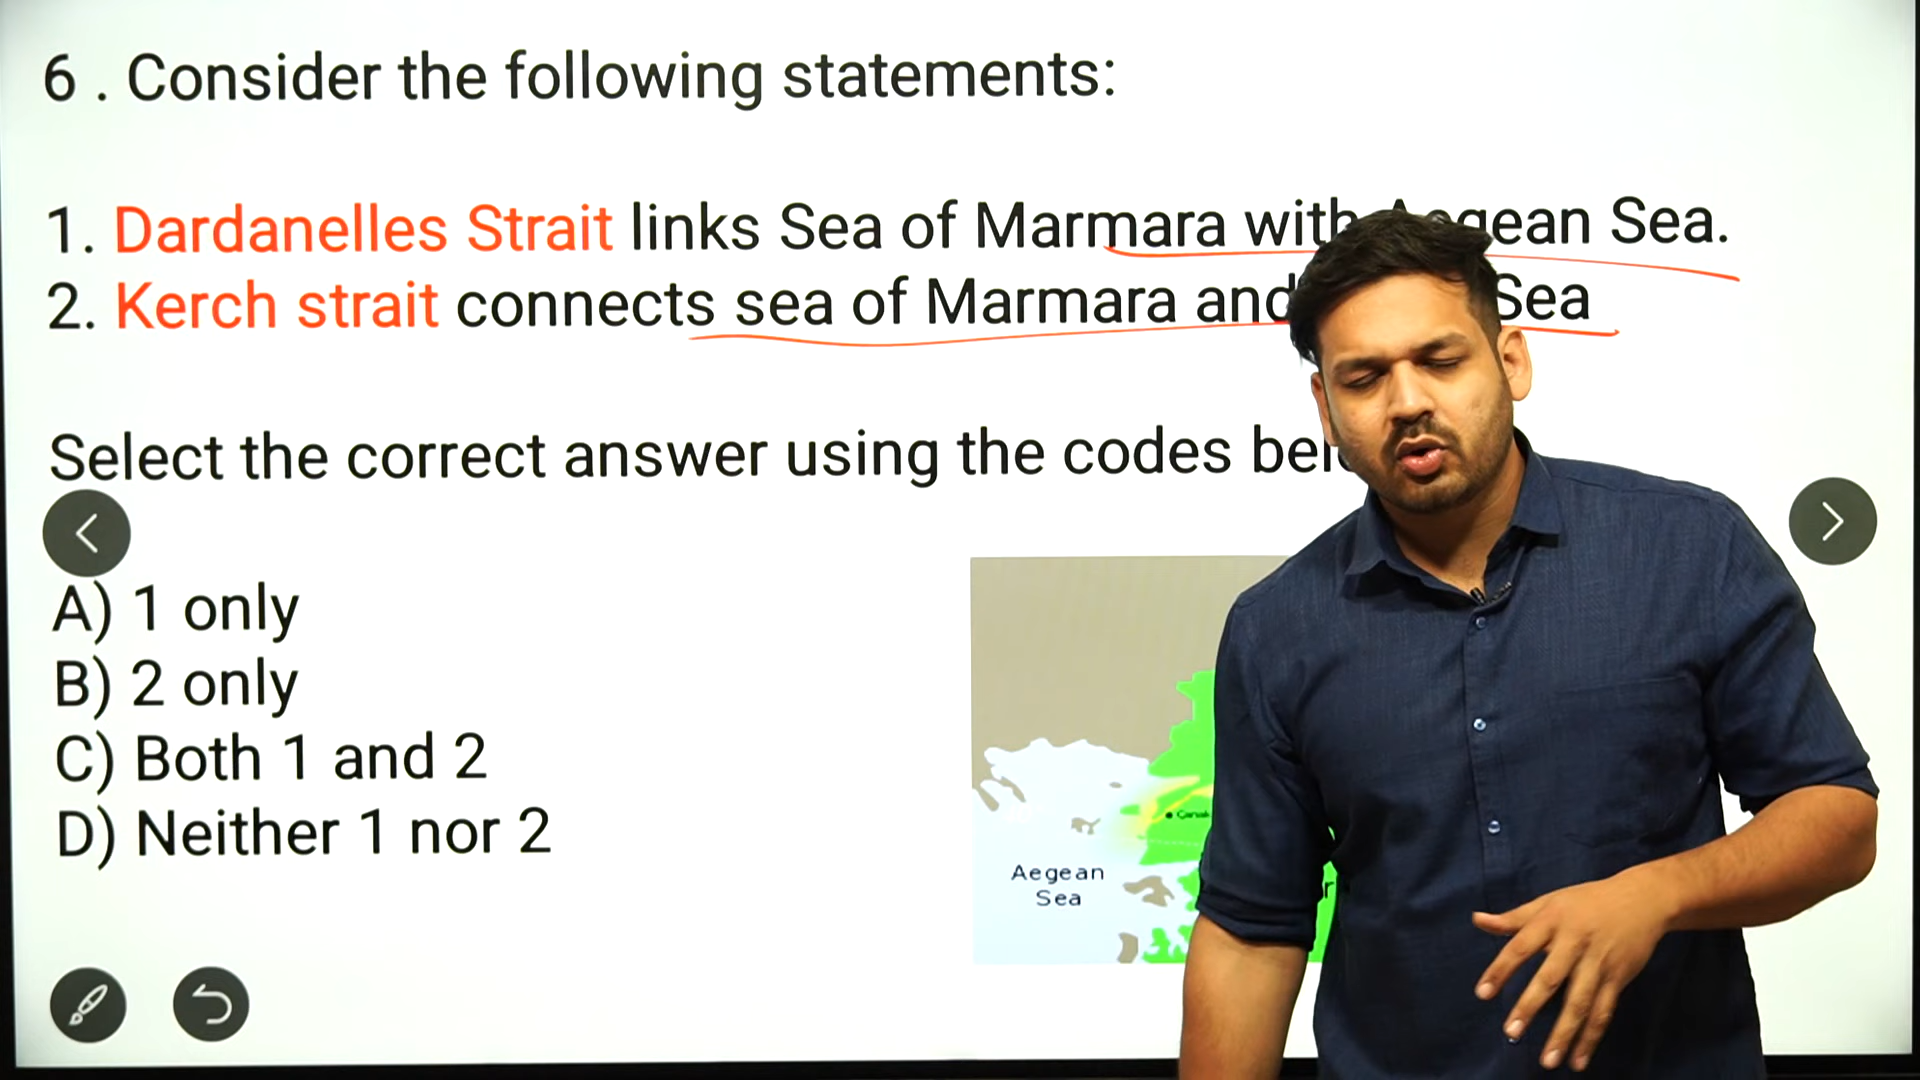 6 . Consider the following statements:
1. Dardanelles Strait links Sea of Marmara with Aegean Sea.
2. Kerch strait connects sea of Marmara and Sea
Select the correct answer using the codes
A) 1 only
B) 2 only
C) Both 1 and 2
D) Neither 1 nor 2
Aegean
Sea